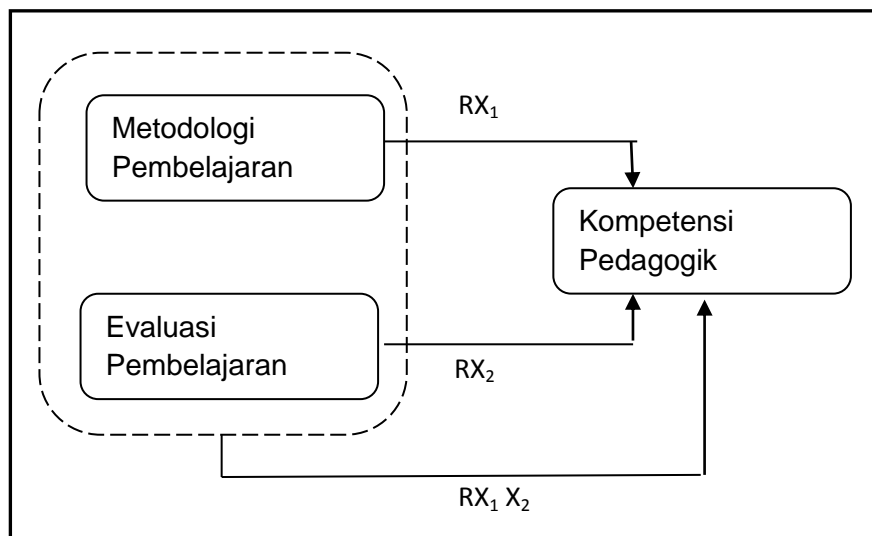 RX₁
Metodologi
Pembelajaran
Kompetensi
Pedagogik
Evaluasi
Pembelajaran
RX₂
RX₁ X₂